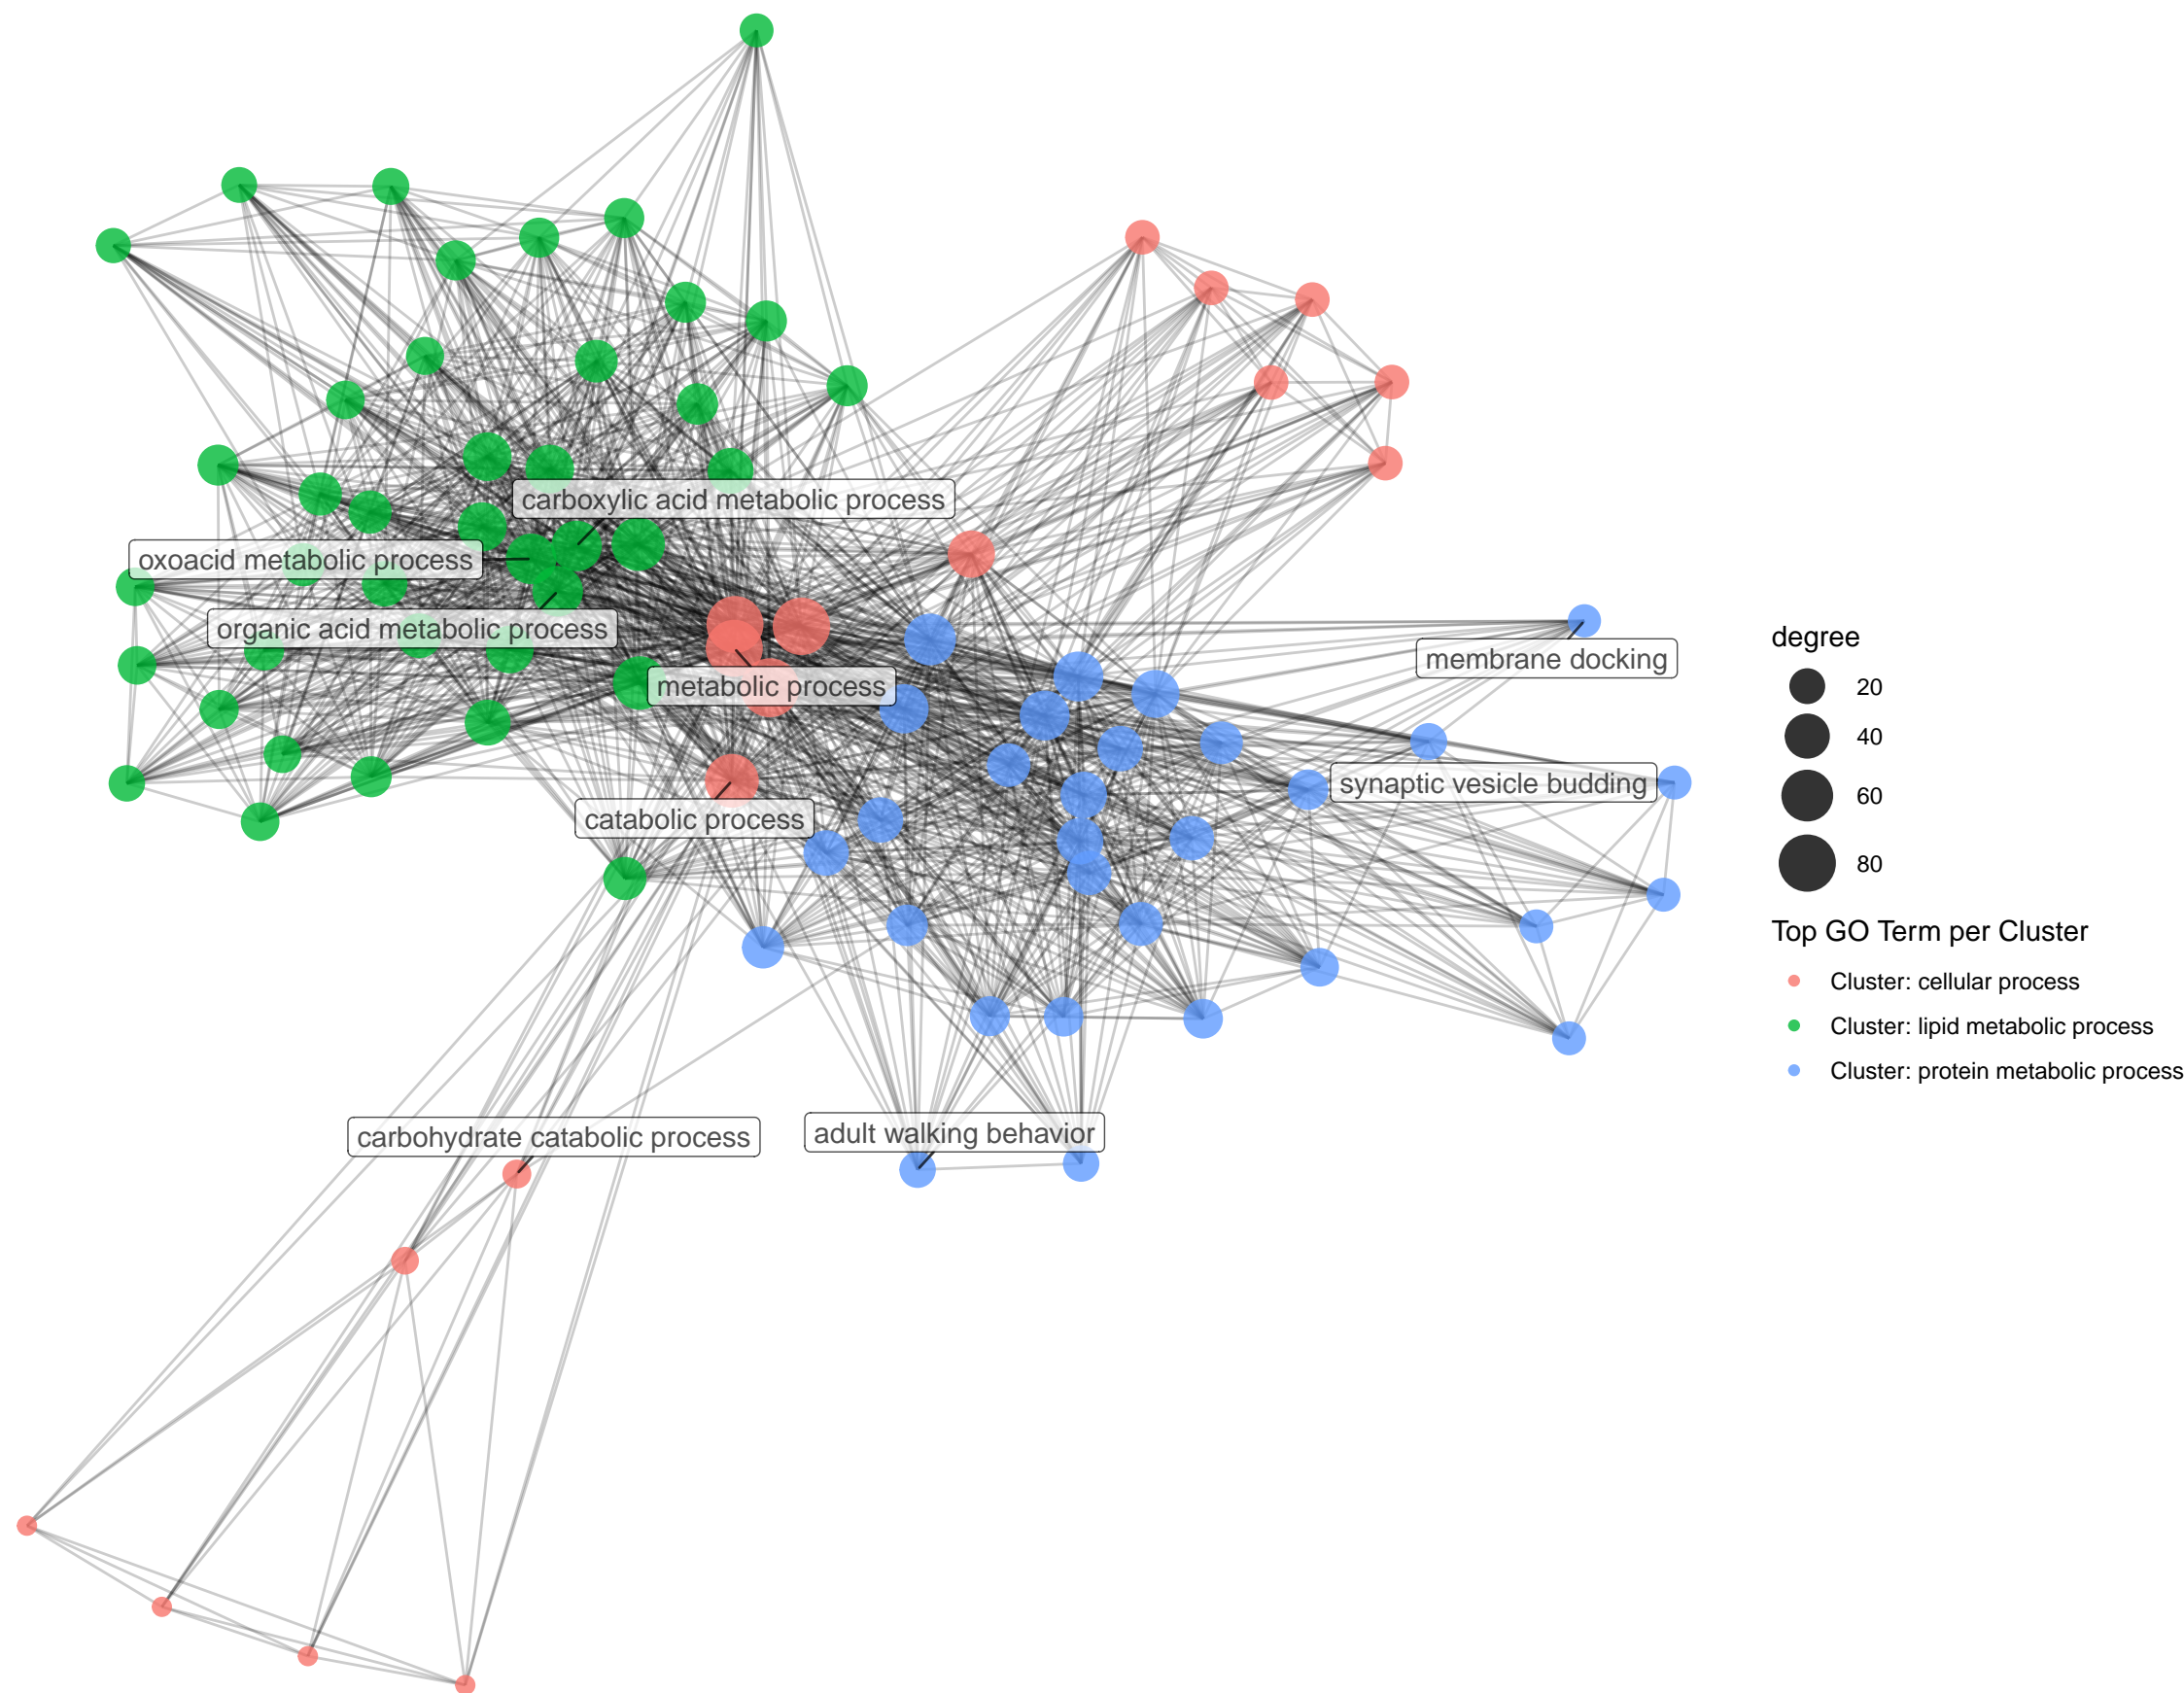 carboxylic acid metabolic process
oxoacid metabolic process
organic acid metabolic process
metabolic process
membrane docking
synaptic vesicle budding
catabolic process
carbohydrate catabolic process
adult walking behavior
degree
20
40
60
80
Top GO Term per Cluster
Cluster: cellular process
Cluster: lipid metabolic process
Cluster: protein metabolic process